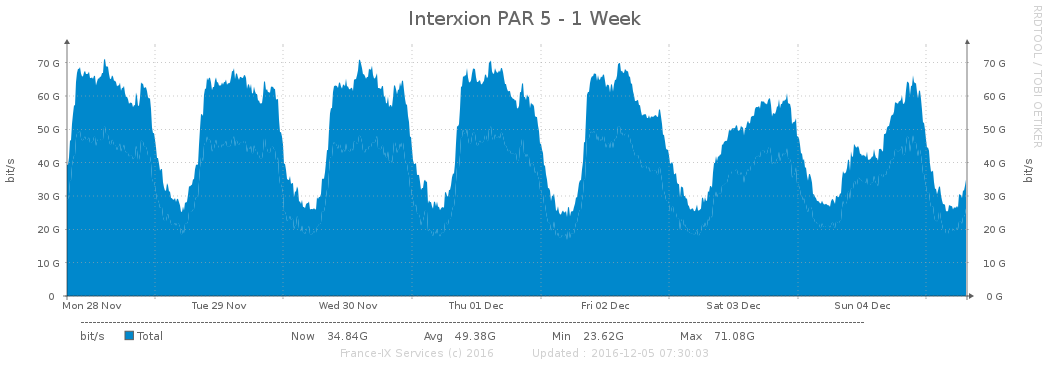 Interxion PAR 5 - 1 Week
RRDTOOL / TOBI OETIKER
bit/s
70 G 70 G
60 G 60 G
50 G 50 G
40 G 40 G
30 G 30 G
20 G 20 G
10 G 10 G
0 0 G
bit/s
Mon 28 Nov Tue 29 Nov Wed 30 Nov Thu 01 Dec Fri 02 Dec Sat 03 Dec Sun 04 Dec
bit/s Total Now 34.84G Avg 49.38G Min 23.62G Max 71.08G
France-IX Services (c) 2016 Updated : 2016-12-05 07:30:03